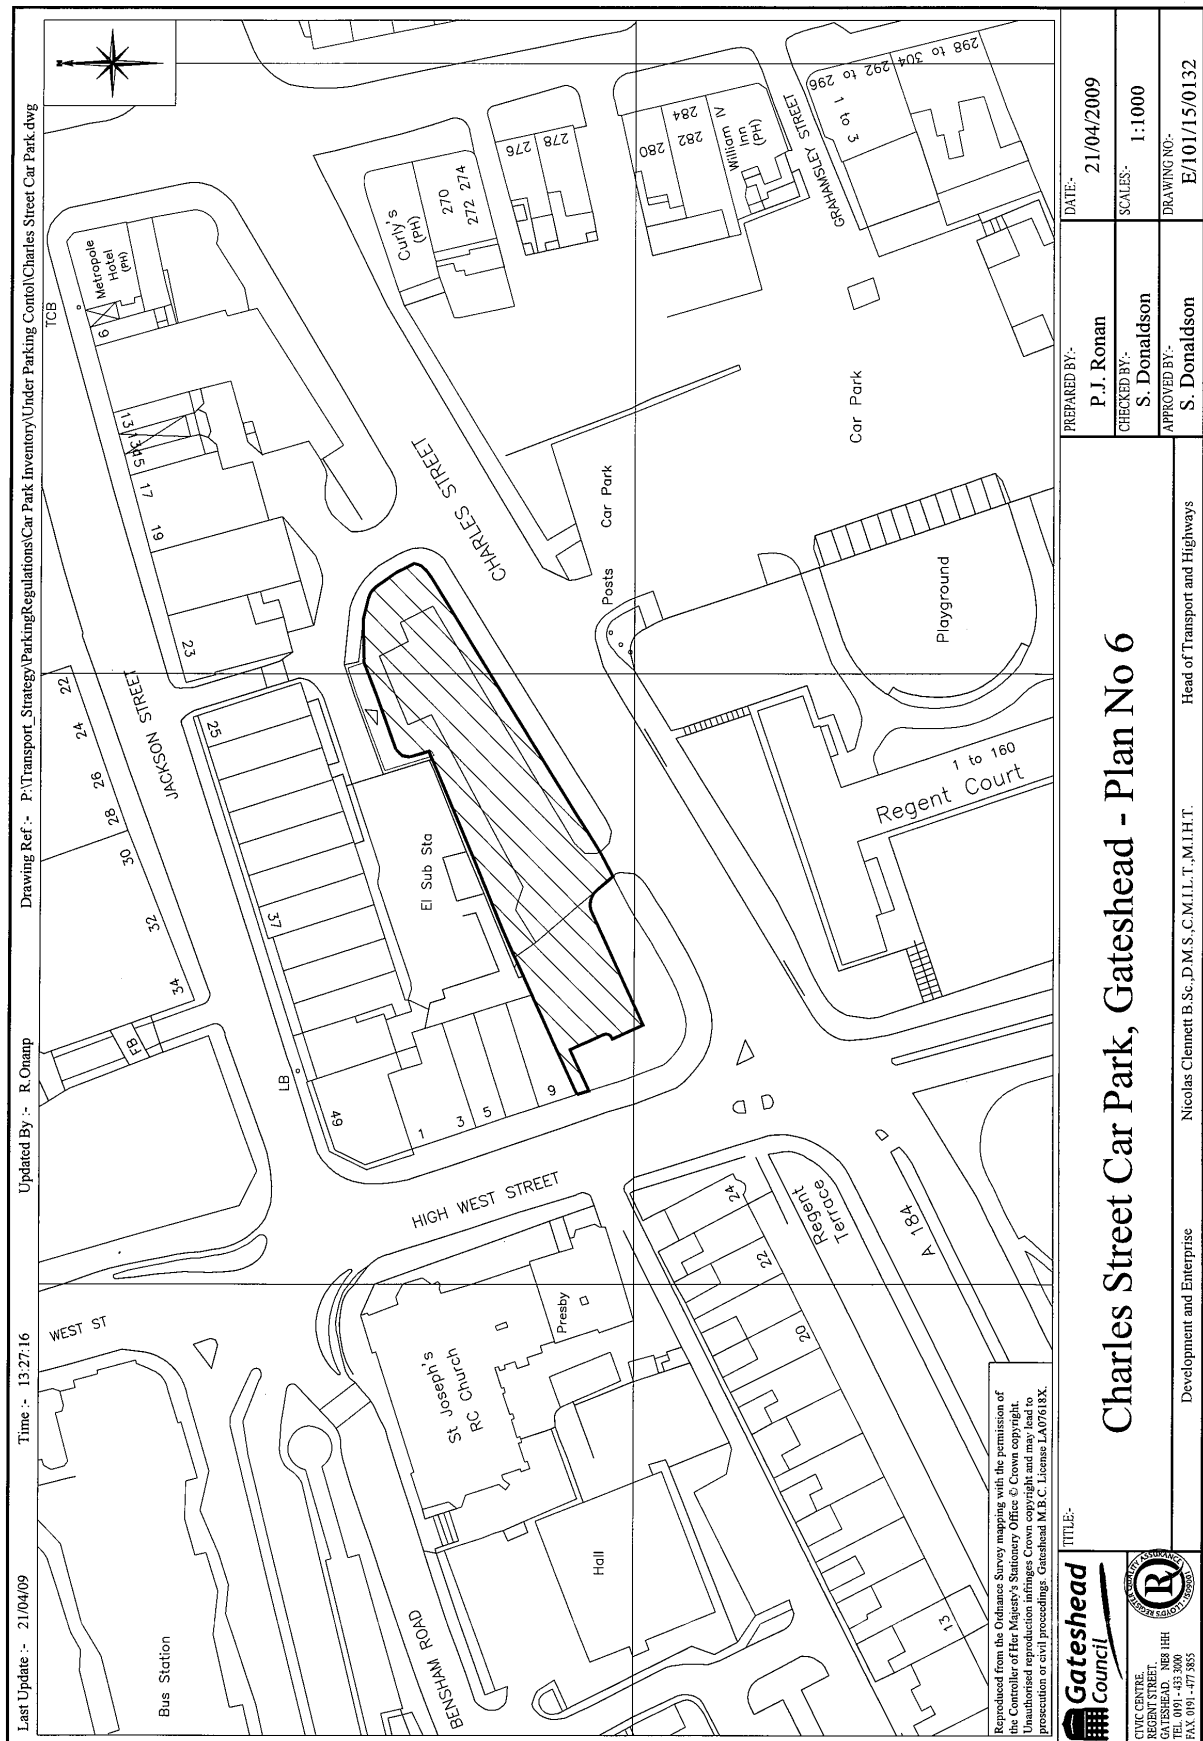 Last Update :- 21/04/09
Time :- 13:27:16
Updated By :- R.Onanp
Drawing Ref :- P:\Transport_Strategy\ParkingRegulations\Car Park Inventory\Under Parking Contol\Charles Street Car Park.dwg
N
Bus Station
WEST ST
FB
34
32
30
28
26
24
22
JACKSON STREET
TCB
Metropole
Hotel
(PH)
9
131
17
19
23
25
37
49
LB
El Sub Sta
1
3
5
9
HIGH WEST STREET
BENSHAM ROAD
St Joseph's
RC Church
Presby
Hall
CHARLES STREET
Curly's
(PH)
270
272 274
276
278
280
282
284
William IV
Inn
(PH)
GRAHAMSLEY STREET
1 to 3
292 to 296
298 to 304
Posts
Car Park
Car Park
Playground
1 to 160
Regent Court
24
22
20
13
Regent
Terrace
A 184
Reproduced from the Ordnance Survey mapping with the permission of
the Controller of Her Majesty's Stationery Office © Crown copyright.
Unauthorised reproduction infringes Crown copyright and may lead to
prosecution or civil proceedings. Gateshead M.B.C. License LA07618X.
Gateshead
Council
CIVIC CENTRE.
REGENT STREET.
GATESHEAD. NE8 1HH
TEL. 0191 - 433 3000
FAX. 0191 - 477 5855
TITLE:-
Charles Street Car Park, Gateshead - Plan No 6
Development and Enterprise
Nicolas Clennett B.Sc.,D.M.S.,C.M.I.L.T.,M.I.H.T.
Head of Transport and Highways
PREPARED BY:-
P.J. Ronan
DATE:-
21/04/2009
CHECKED BY:-
S. Donaldson
SCALES:-
1:1000
APPROVED BY:-
S. Donaldson
DRAWING NO:-
E/101/15/0132